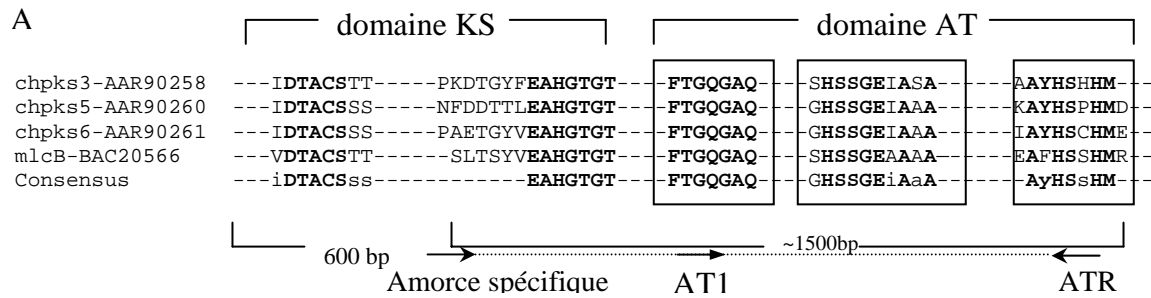 A
domaine KS domaine AT
chpks3-AAR90258 ---IDTACSTT-----PKDTGYFEAHGTGT----FTGQGAQ----SHSSGEIASA------AAYHSHHM---
chpks5-AAR90260 ---IDTACSSS-----NFDDTTLEAHGTGT----FTGQGAQ----GHSSGEIAAA------KAYHSPHMD--
chpks6-AAR90261 ---IDTACSSS-----PAETGYVEAHGTGT----FTGQGAQ----GHSSGEIAAA------IAYHSCHME--
mlcB-BAC20566 ---VDTACSTT------SLTSYVEAHGTGT----FTGQGAQ----SHSSGEAAAA------EAFHSSHMR--
Consensus ---iDTACSss EAHGTGT----FTGQGAQ----GHSSGEiAaA------ AyHSsHM---
600 bp ~1500bp
Amorce spécifique AT1 ATR